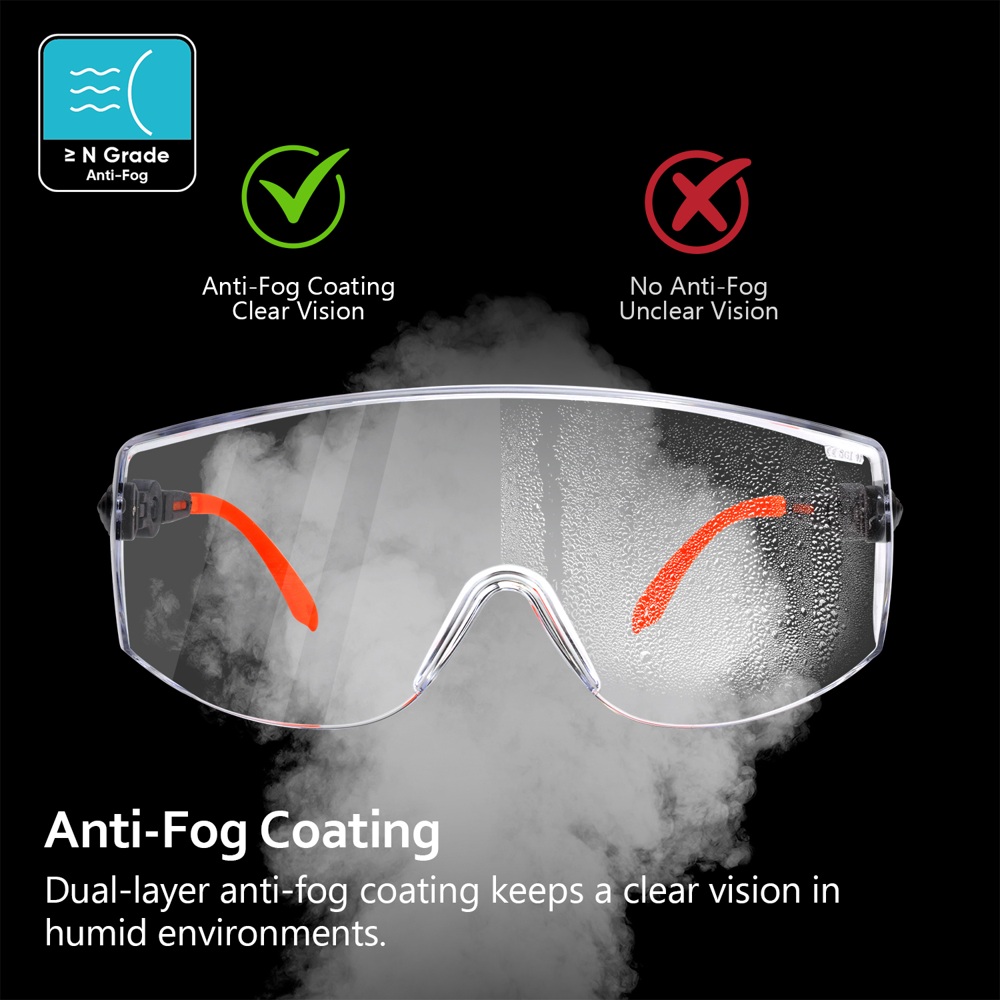 ≥ N Grade
Anti-Fog
Anti-Fog Coating
Clear Vision
No Anti-Fog
Unclear Vision
Anti-Fog Coating
Dual-layer anti-fog coating keeps a clear vision in
humid environments.